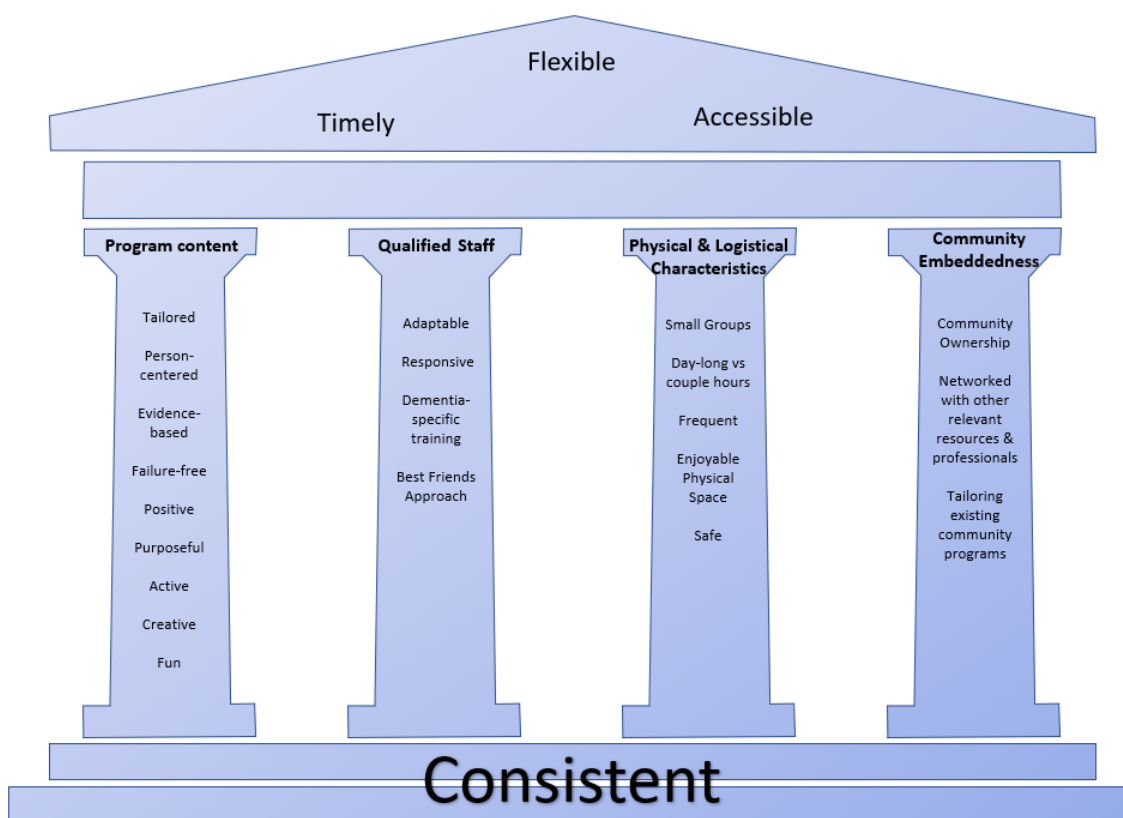 Flexible
Timely
Accessible
Program content
Tailored
Person-
centered
Evidence-
based
Failure-free
Positive
Purposeful
Active
Creative
Fun
Qualified Staff
Adaptable
Responsive
Dementia-
specific
training
Best Friends
Approach
Physical & Logistical
Characteristics
Small Groups
Day-long vs
couple hours
Frequent
Enjoyable
Physical
Space
Safe
Community
Embeddedness
Community
Ownership
Networked
with other
relevant
resources &
professionals
Tailoring
existing
community
programs
Consistent